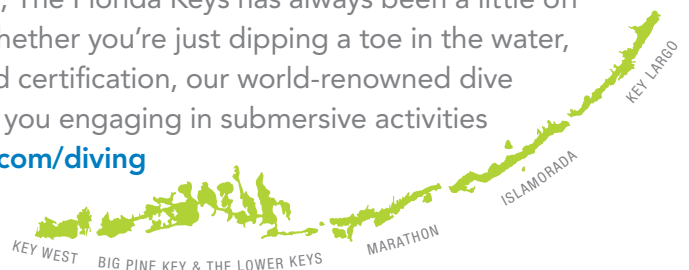 , The Florida Keys has always been a little off
hether you’re just dipping a toe in the water,
d certification, our world-renowned dive
you engaging in submersive activities
com/diving
KEY WEST
BIG PINE KEY & THE LOWER KEYS
MARATHON
ISLAMORADA
KEY LARGO